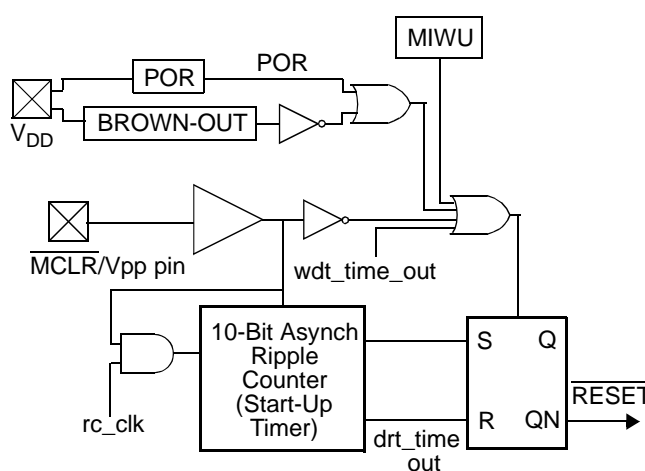 MIWU
POR
POR
BROWN-OUT
VDD
MCLR/Vpp pin
wdt_time_out
10-Bit Asynch
Ripple
Counter
(Start-Up
Timer)
rc_clk
S
Q
R
QN
RESET
drt_time
out